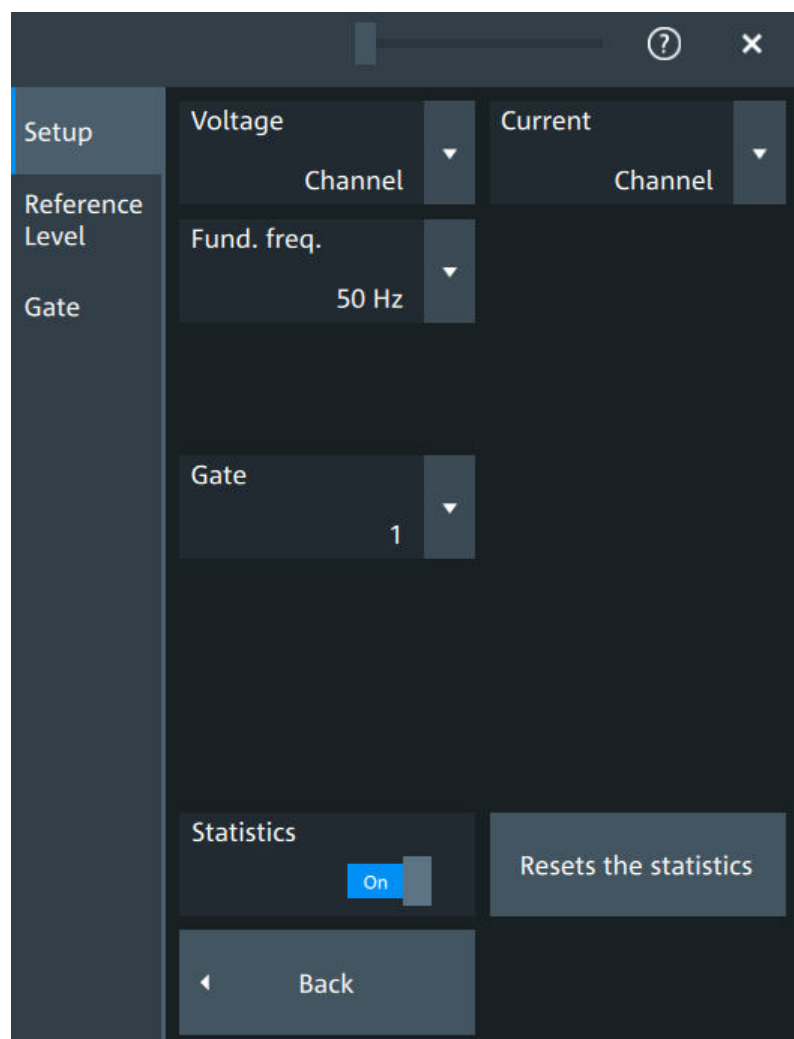 ?
Setup
Reference
Level
Gate
Voltage
Channel
Current
Channel
Fund. freq.
50 Hz
Gate
1
Statistics
On
Resets the statistics
Back